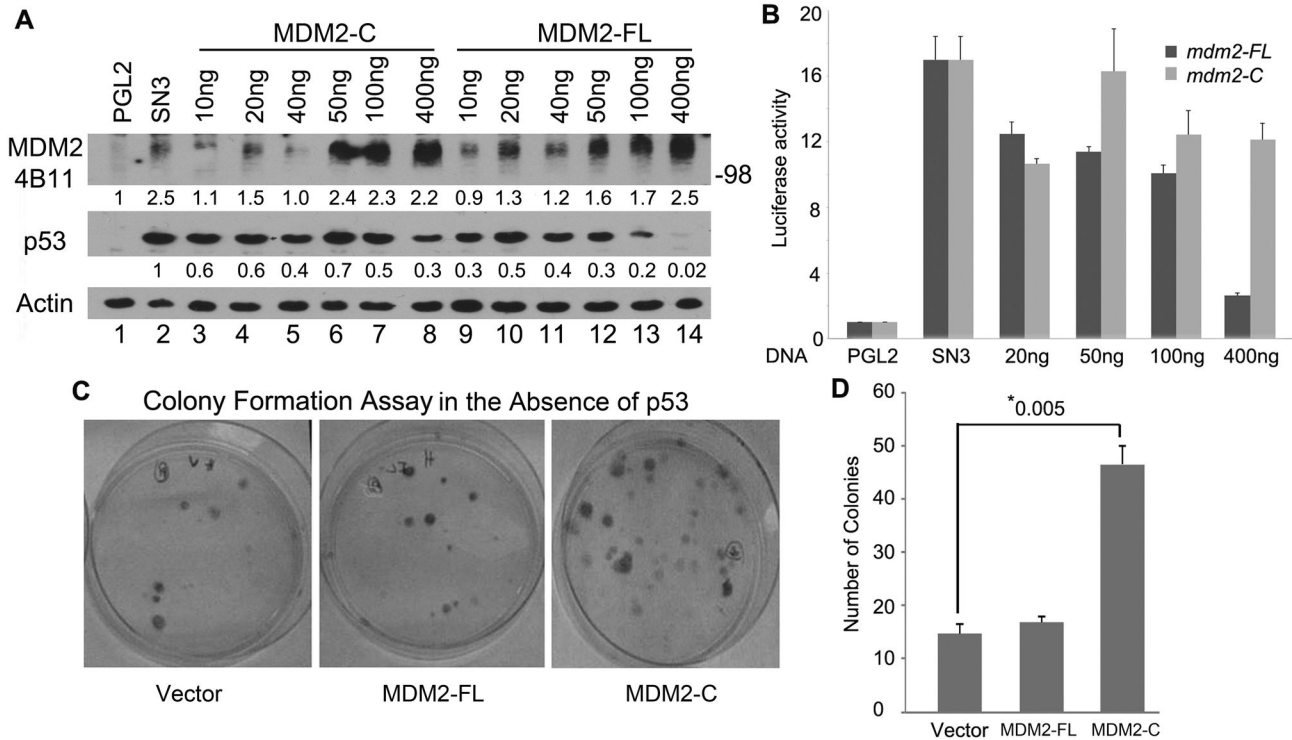 A
MDM2-C MDM2-FL
PGL2 SN3 10ng 20ng 40ng 50ng 100ng 400ng 10ng 20ng 40ng 50ng 100ng 400ng
MDM2
4B11
-98
1 2.5 1.1 1.5 1.0 2.4 2.3 2.2 0.9 1.3 1.2 1.6 1.7 2.5
p53
1 0.6 0.6 0.4 0.7 0.5 0.3 0.3 0.5 0.4 0.3 0.2 0.02
Actin
1 2 3 4 5 6 7 8 9 10 11 12 13 14
B
Luciferase activity
20
16
12
8
4
0
mdm2-FL
mdm2-C
DNA PGL2 SN3 20ng 50ng 100ng 400ng
C
Colony Formation Assay in the Absence of p53
Vector MDM2-FL MDM2-C
D
Number of Colonies
60
50
40
30
20
10
0
*0.005
Vector MDM2-FL MDM2-C